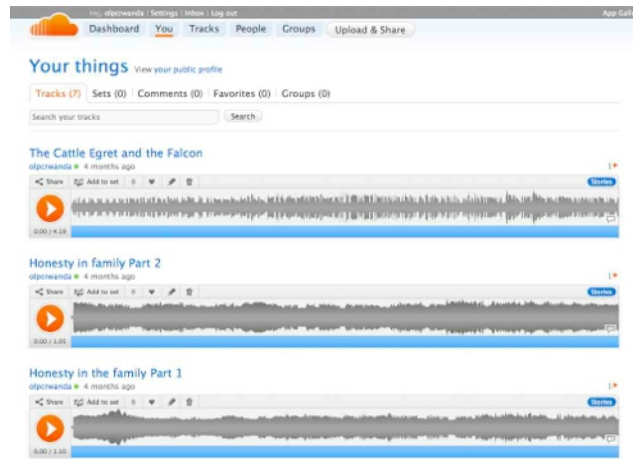 Hej, olpcrwanda | Settings | Inbox | Log out App Gall
Dashboard You Tracks People Groups Upload & Share
Your things View your public profile
Tracks (7) Sets (0) Comments (0) Favorites (0) Groups (0)
Search your tracks Search
The Cattle Egret and the Falcon
olpcrwanda 4 months ago
Share Add to set Stories
0.00 / 4.19
Honesty in family Part 2
olpcrwanda 4 months ago
Share Add to set Stories
0.00 / 1.05
Honesty in the family Part 1
olpcrwanda 4 months ago
Share Add to set Stories
0.00 / 1.10